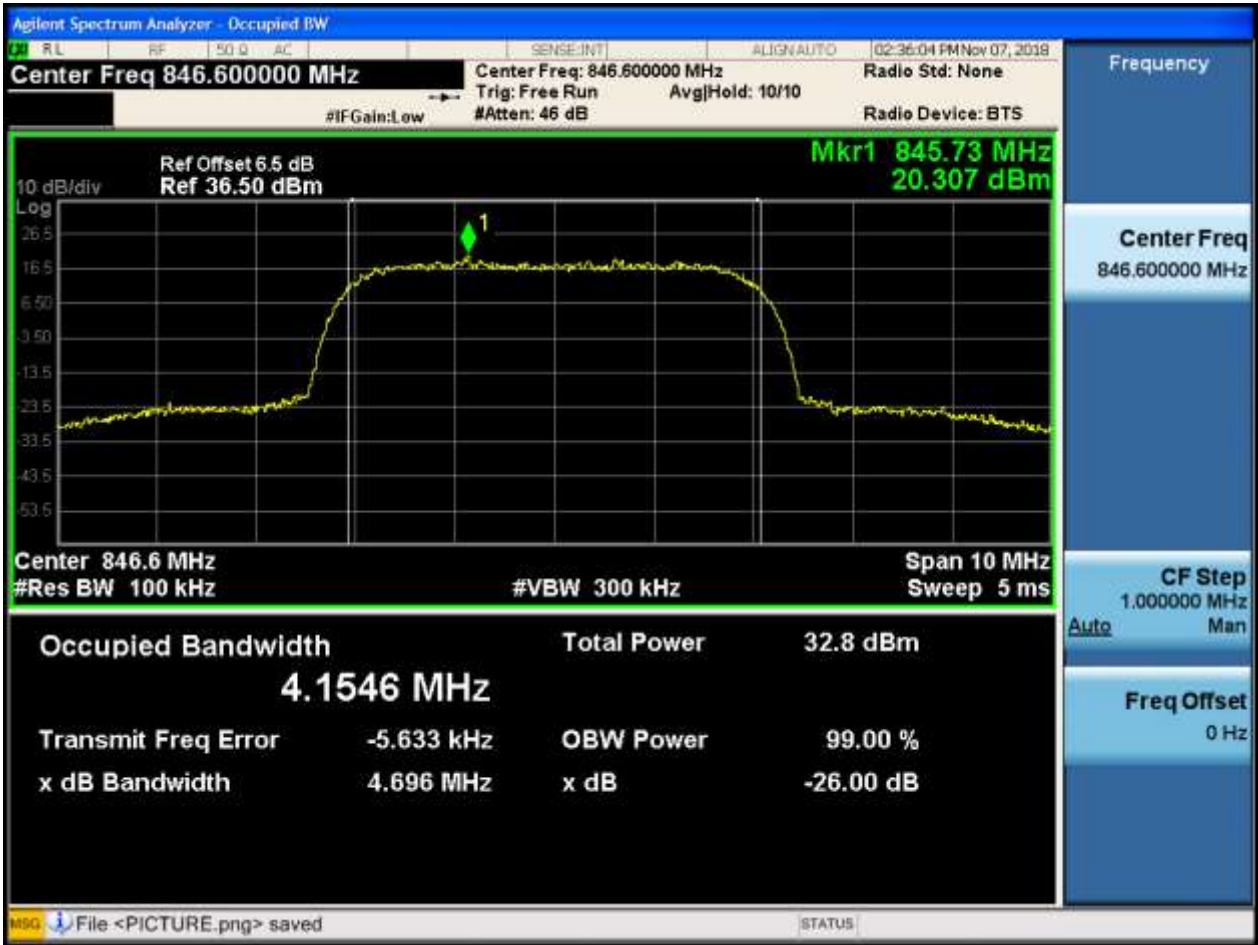 Agilent Spectrum Analyzer - Occupied BW
RL RF 50 Ω AC SENSE:INT ALIGNAUTO 02:36:04 PM Nov 07, 2018
Center Freq 846.600000 MHz
Center Freq: 846.600000 MHz
Radio Std: None
Trig: Free Run Avg|Hold: 10/10
#IFGain:Low
#Atten: 46 dB
Radio Device: BTS
Frequency
Mkr1 845.73 MHz
20.307 dBm
Ref Offset 6.5 dB
10 dB/div Ref 36.50 dBm
Log
26.5
16.5
6.50
-3.50
-13.5
-23.5
-33.5
-43.5
-53.5
1
Center 846.6 MHz Span 10 MHz
#Res BW 100 kHz #VBW 300 kHz Sweep 5 ms
Center Freq
846.600000 MHz
CF Step
1.000000 MHz
Auto Man
Freq Offset
0 Hz
Occupied Bandwidth Total Power 32.8 dBm
4.1546 MHz
Transmit Freq Error -5.633 kHz OBW Power 99.00 %
x dB Bandwidth 4.696 MHz x dB -26.00 dB
MSG File <PICTURE.png> saved STATUS